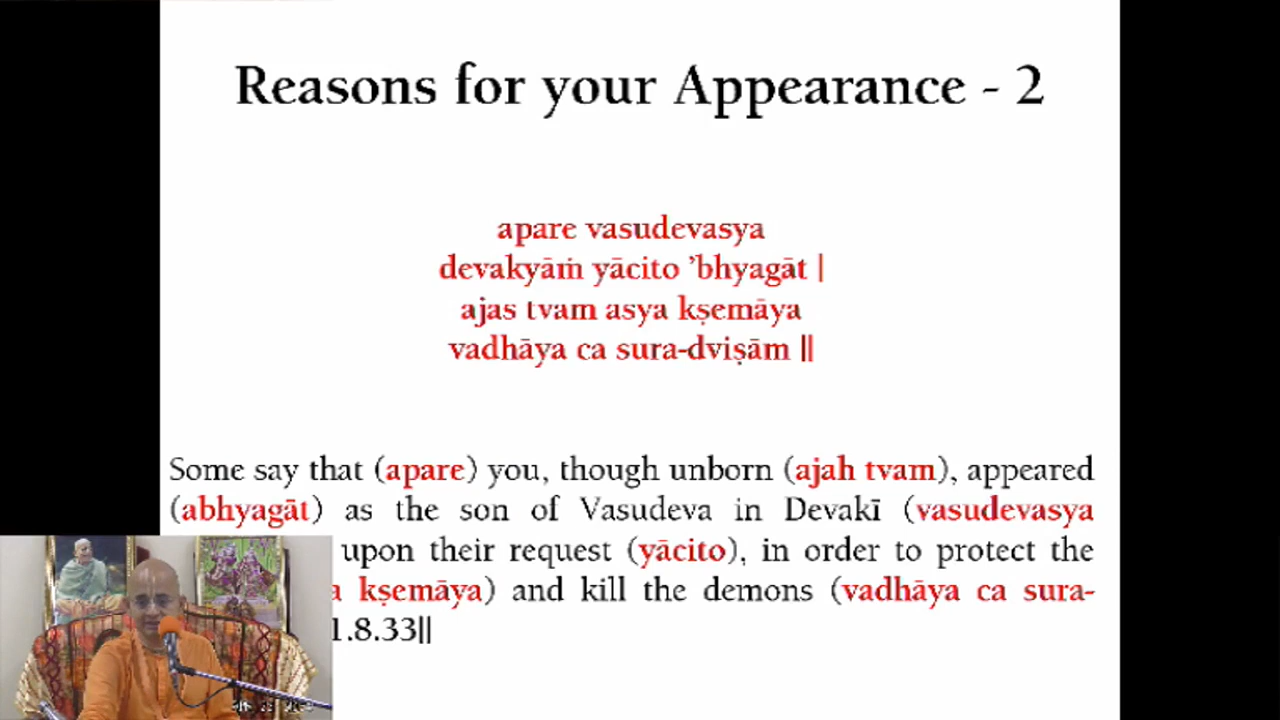 Reasons for your Appearance - 2
apare vasudevasya
devakyāṁ yācito ’bhyagāt |
ajas tvam asya kṣemāya
vadhāya ca sura-dviṣām ||
Some say that (apare) you, though unborn (ajah tvam), appeared
(abhyagāt) as the son of Vasudeva in Devakī (vasudevasya
upon their request (yācito), in order to protect the
a kṣemāya) and kill the demons (vadhāya ca sura-
1.8.33||